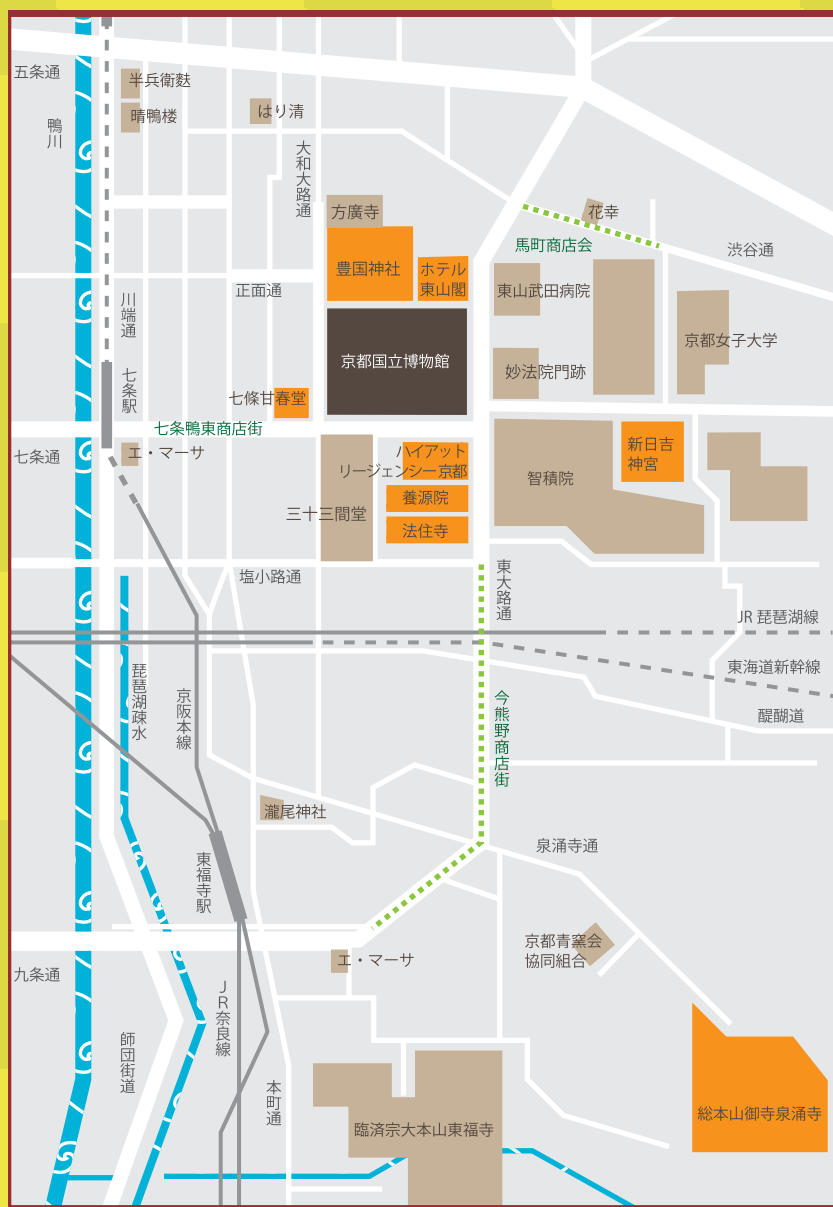 五条通
半兵衛麩
晴鴨楼
はり清
鴨川
大和大路通
方廣寺
花幸
馬町商店会
渋谷通
豊国神社
ホテル
東山閣
正面通
東山武田病院
川端通
京都国立博物館
京都女子大学
七条駅
妙法院門跡
七條甘春堂
七条鴨東商店街
七条通
エ・マーサ
ハイアット
リージェンシー京都
新日吉
神宮
智積院
養源院
三十三間堂
法住寺
塩小路通
東大路通
JR 琵琶湖線
東海道新幹線
琵琶湖疎水
京阪本線
今熊野商店街
醍醐道
瀧尾神社
泉涌寺通
東福寺駅
京都青窯会
協同組合
エ・マーサ
九条通
JR奈良線
師団街道
本町通
総本山御寺泉涌寺
臨済宗大本山東福寺